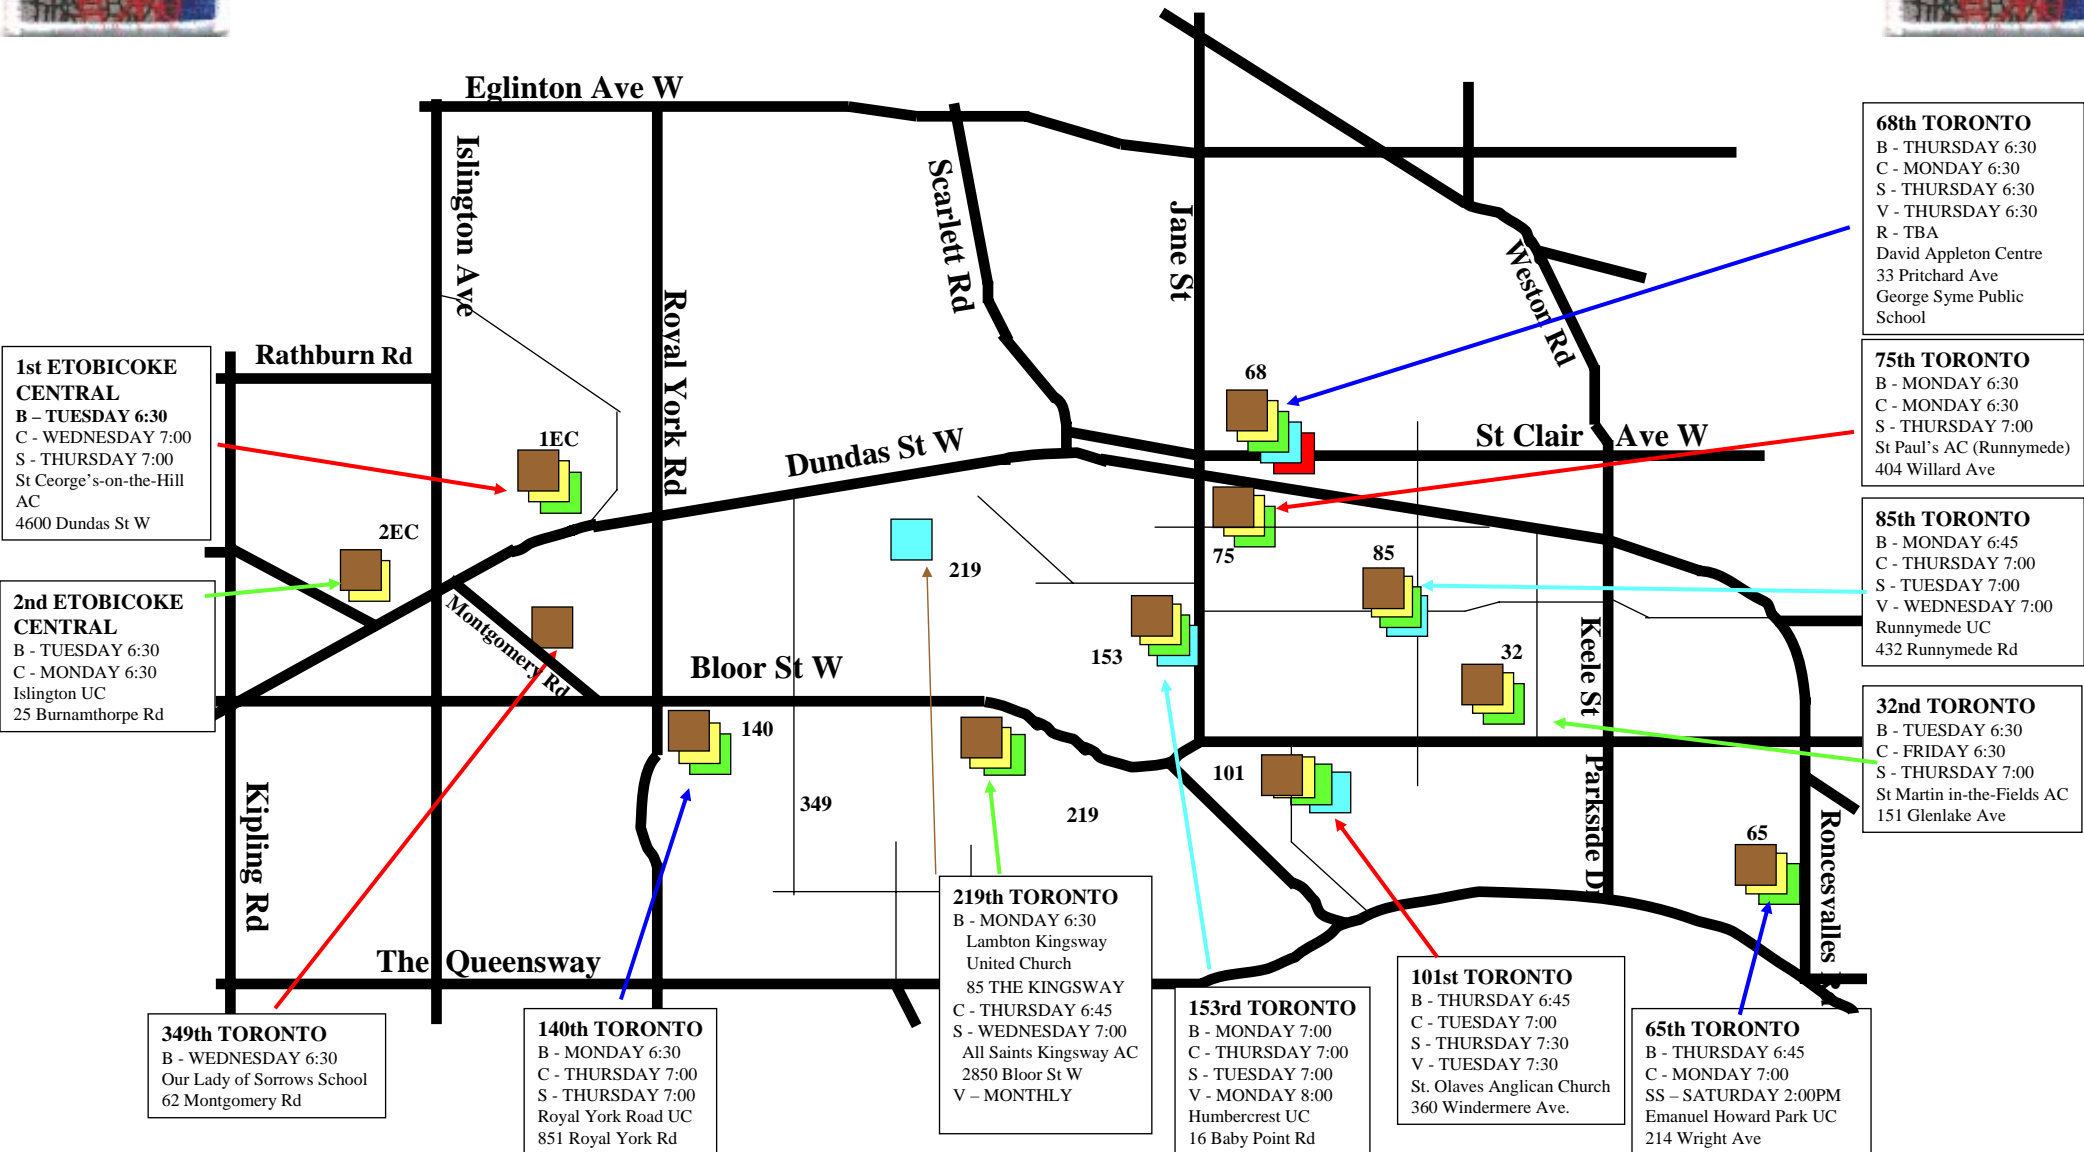 Eglinton Ave W
Islington Ave
Scarlett Rd
Jane St
Royal York Rd
Weston Rd
Rathburn Rd
Dundas St W
St Clair Ave W
Montgomery Rd
Bloor St W
Keele St
Kipling Rd
Parkside D
Roncesvalles
The Queensway
68
1EC
2EC
219
75
85
153
32
140
101
349
219
65
1st ETOBICOKE
CENTRAL
B – TUESDAY 6:30
C - WEDNESDAY 7:00
S - THURSDAY 7:00
St Ceorge's-on-the-Hill
AC
4600 Dundas St W
2nd ETOBICOKE
CENTRAL
B - TUESDAY 6:30
C - MONDAY 6:30
Islington UC
25 Burnamthorpe Rd
68th TORONTO
B - THURSDAY 6:30
C - MONDAY 6:30
S - THURSDAY 6:30
V - THURSDAY 6:30
R - TBA
David Appleton Centre
33 Pritchard Ave
George Syme Public
School
75th TORONTO
B - MONDAY 6:30
C - MONDAY 6:30
S - THURSDAY 7:00
St Paul's AC (Runnymede)
404 Willard Ave
85th TORONTO
B - MONDAY 6:45
C - THURSDAY 7:00
S - TUESDAY 7:00
V - WEDNESDAY 7:00
Runnymede UC
432 Runnymede Rd
32nd TORONTO
B - TUESDAY 6:30
C - FRIDAY 6:30
S - THURSDAY 7:00
St Martin in-the-Fields AC
151 Glenlake Ave
349th TORONTO
B - WEDNESDAY 6:30
Our Lady of Sorrows School
62 Montgomery Rd
140th TORONTO
B - MONDAY 6:30
C - THURSDAY 7:00
S - THURSDAY 7:00
Royal York Road UC
851 Royal York Rd
219th TORONTO
B - MONDAY 6:30
Lambton Kingsway
United Church
85 THE KINGSWAY
C - THURSDAY 6:45
S - WEDNESDAY 7:00
All Saints Kingsway AC
2850 Bloor St W
V – MONTHLY
153rd TORONTO
B - MONDAY 7:00
C - THURSDAY 7:00
S - TUESDAY 7:00
V - MONDAY 8:00
Humbercrest UC
16 Baby Point Rd
101st TORONTO
B - THURSDAY 6:45
C - TUESDAY 7:00
S - THURSDAY 7:30
V - TUESDAY 7:30
St. Olaves Anglican Church
360 Windermere Ave.
65th TORONTO
B - THURSDAY 6:45
C - MONDAY 7:00
SS – SATURDAY 2:00PM
Emanuel Howard Park UC
214 Wright Ave